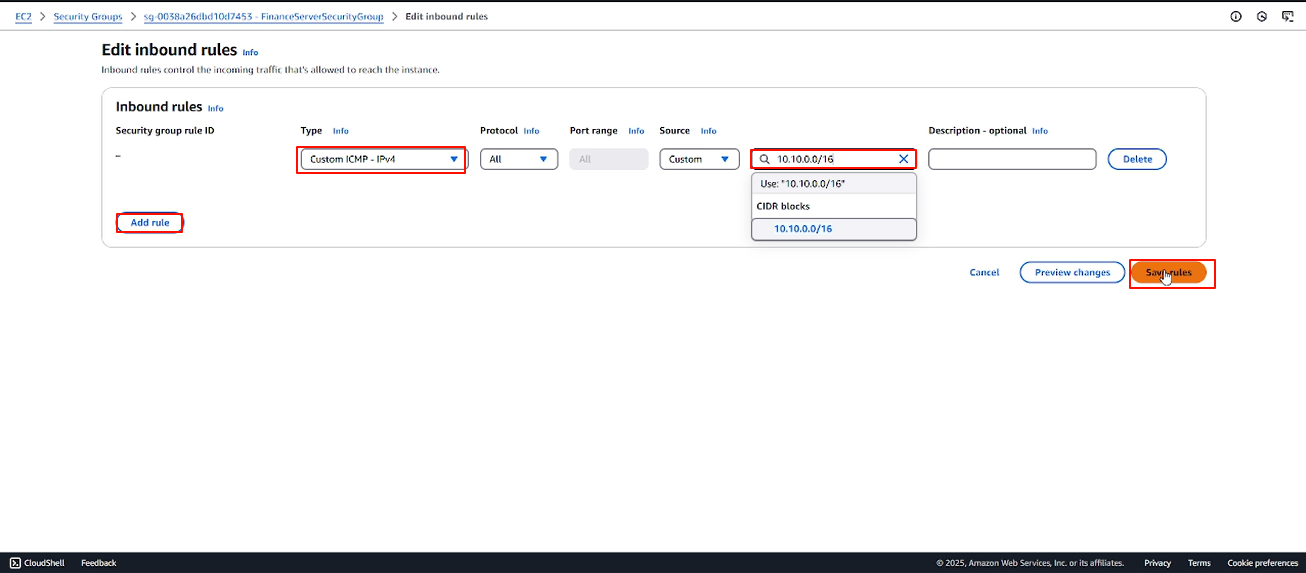 EC2 > Security Groups > sg-0038a26dbd10d7453 - FinanceServerSecurityGroup > Edit inbound rules
Edit inbound rules Info
Inbound rules control the incoming traffic that's allowed to reach the instance.
Inbound rules Info
Security group rule ID Type Info Protocol Info Port range Info Source Info Description - optional Info
– Custom ICMP - IPv4 All All Custom 10.10.0.0/16 Delete
Use: "10.10.0.0/16"
CIDR blocks
10.10.0.0/16
Add rule
Cancel Preview changes Save rules
CloudShell Feedback © 2025, Amazon Web Services, Inc. or its affiliates. Privacy Terms Cookie preferences